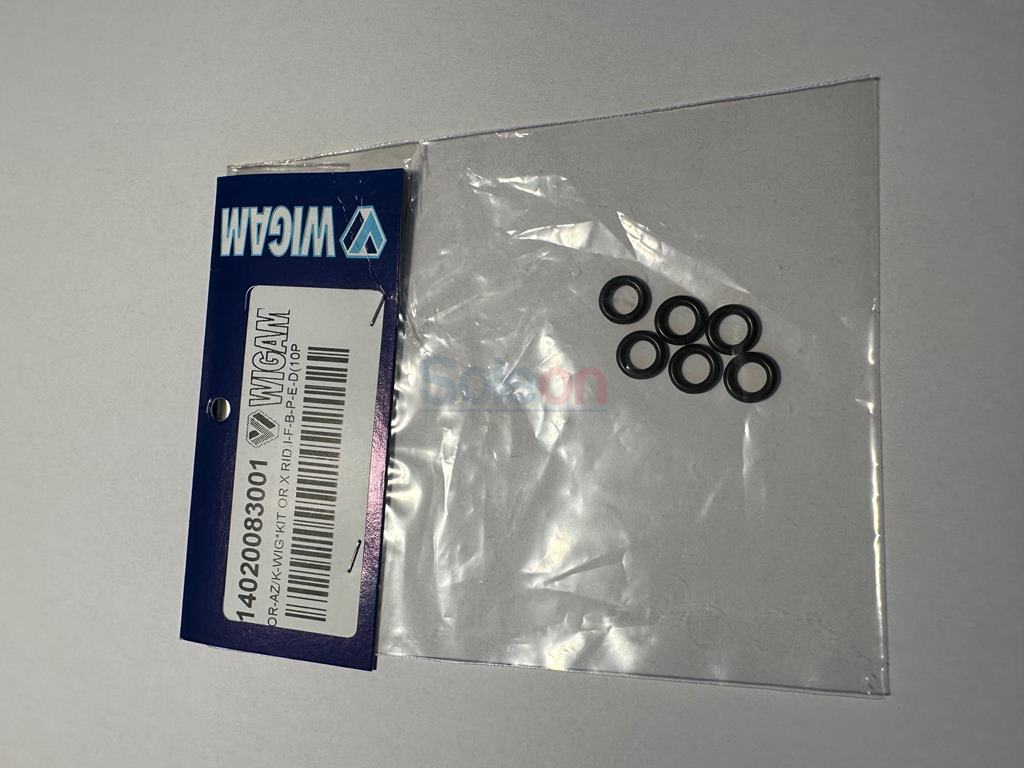 WIGAM
14020083001
WIGAM
OR-AZ/K-WIG*KIT OR X RID.I-F-B-P-E-D(10P
Solson